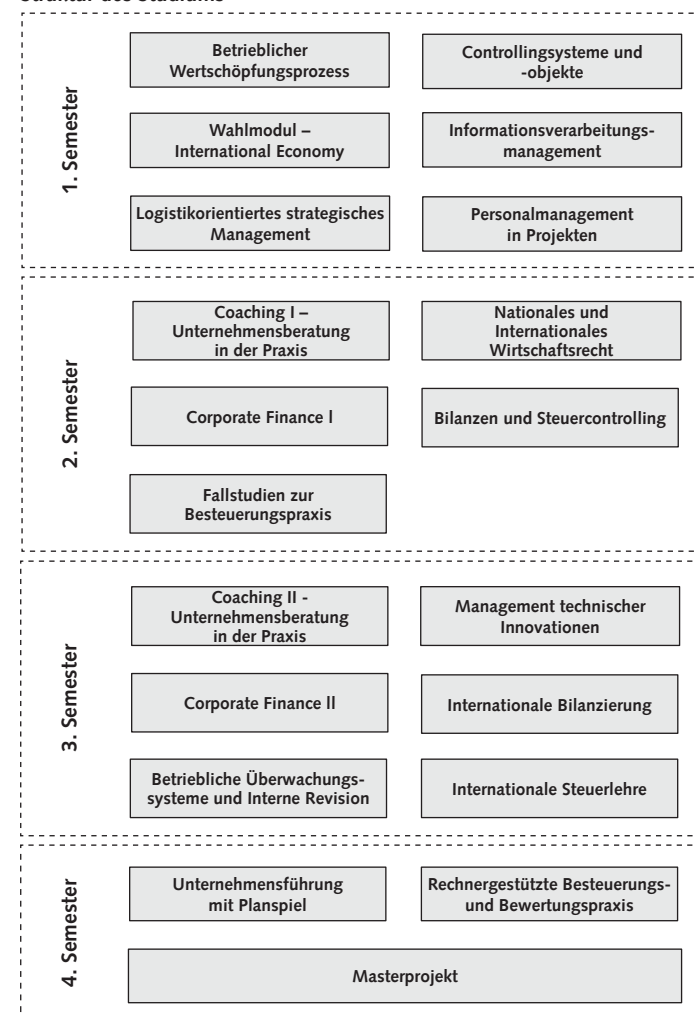 1. Semester
Betrieblicher
Wertschöpfungsprozess
Controllingsysteme und
-objekte
Wahlmodul –
International Economy
Informationsverarbeitungs-
management
Logistikorientiertes strategisches
Management
Personalmanagement
in Projekten
2. Semester
Coaching I –
Unternehmensberatung
in der Praxis
Nationales und
Internationales
Wirtschaftsrecht
Corporate Finance I
Bilanzen und Steuercontrolling
Fallstudien zur
Besteuerungspraxis
3. Semester
Coaching II -
Unternehmensberatung
in der Praxis
Management technischer
Innovationen
Corporate Finance II
Internationale Bilanzierung
Betriebliche Überwachungs-
systeme und Interne Revision
Internationale Steuerlehre
4. Semester
Unternehmensführung
mit Planspiel
Rechnergestützte Besteuerungs-
und Bewertungspraxis
Masterprojekt